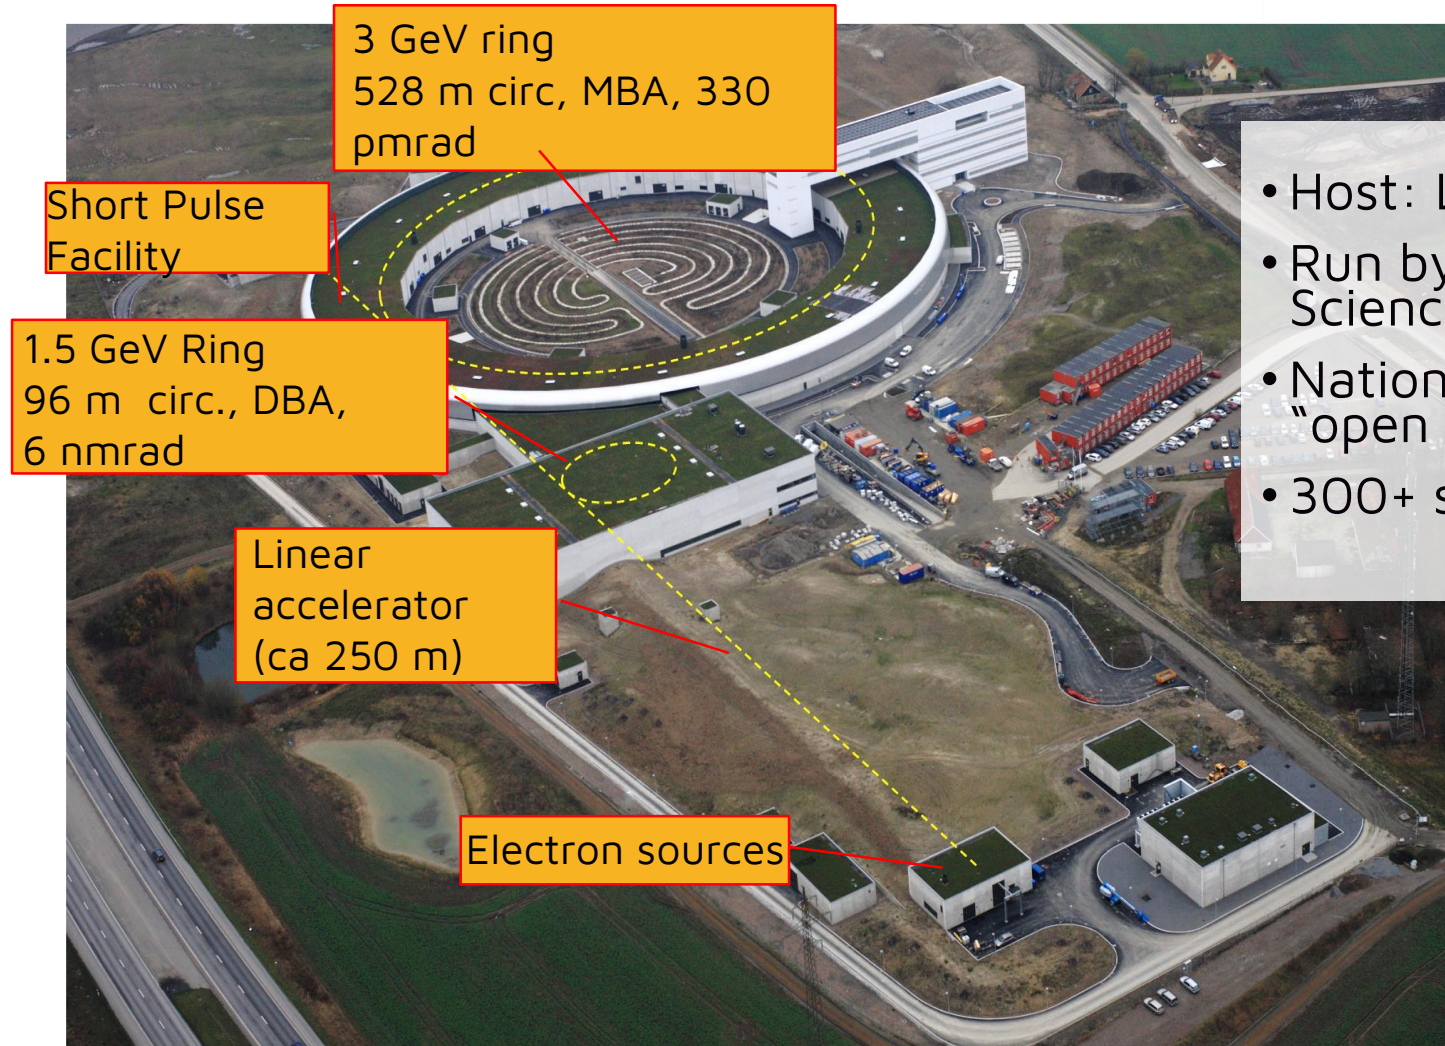 3 GeV ring
528 m circ, MBA, 330
pmrad
Short Pulse
Facility
1.5 GeV Ring
96 m circ., DBA,
6 nmrad
Linear
accelerator
(ca 250 m)
Electron sources
• Host: L
• Run by
Scienc
• Nation
“open
• 300+ s